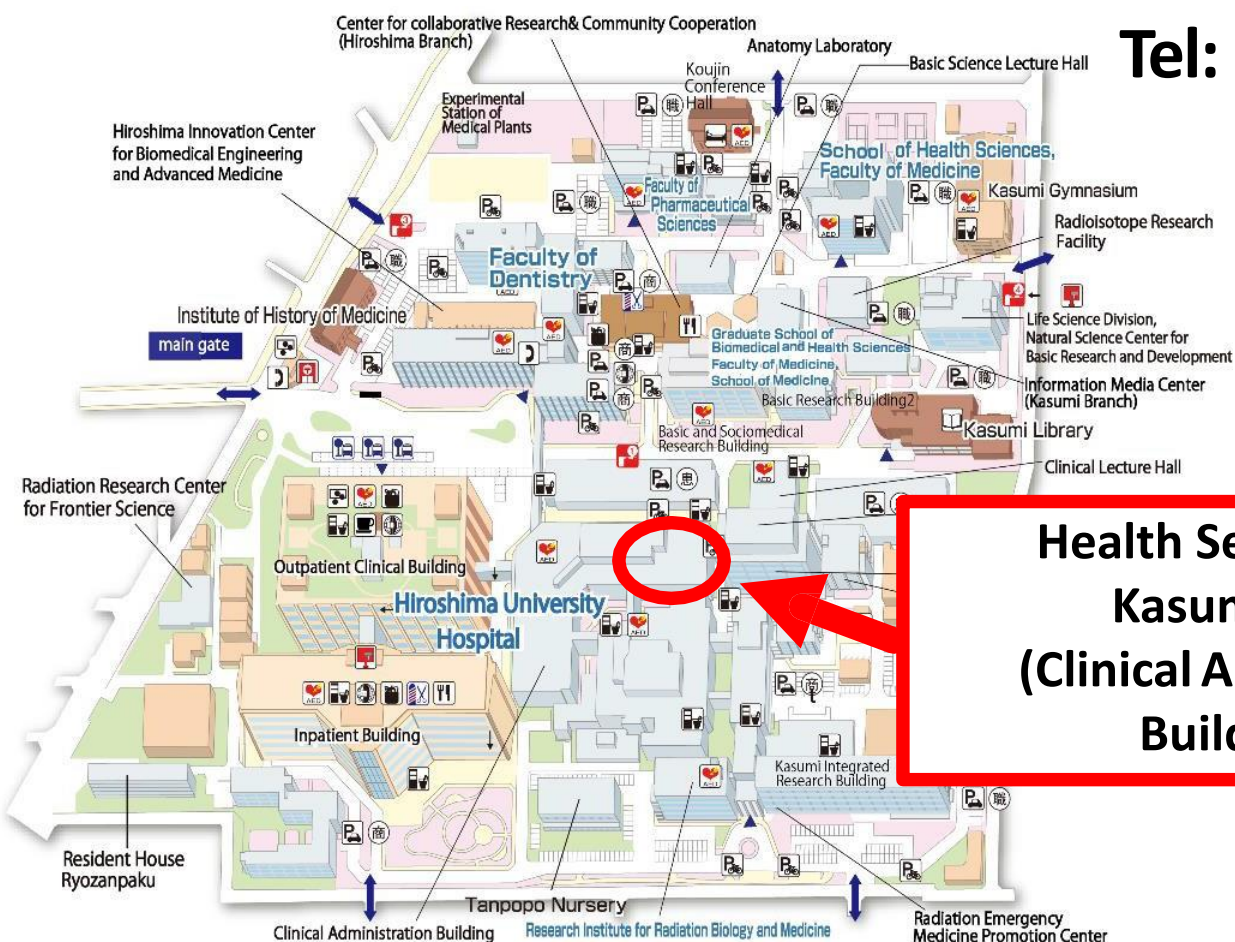 Center for collaborative Research& Community Cooperation
(Hiroshima Branch)
Anatomy Laboratory
Basic Science Lecture Hall
Tel:
Koujin
Conference
Hall
Experimental
Station of
Medical Plants
Hiroshima Innovation Center
for Biomedical Engineering
and Advanced Medicine
School of Health Sciences,
Faculty of Medicine
Faculty of
Pharmaceutical
Sciences
Kasumi Gymnasium
Radioisotope Research
Facility
Faculty of
Dentistry
Institute of History of Medicine
main gate
Graduate School of
Biomedical and Health Sciences
Faculty of Medicine,
School of Medicine
Life Science Division,
Natural Science Center for
Basic Research and Development
Information Media Center
(Kasumi Branch)
Basic Research Building2
Basic and Sociomedical
Research Building
Kasumi Library
Clinical Lecture Hall
Radiation Research Center
for Frontier Science
Outpatient Clinical Building
Hiroshima University
Hospital
Health Se
Kasun
(Clinical A
Build
Inpatient Building
Kasumi Integrated
Research Building
Resident House
Ryozanpaku
Tanpopo Nursery
Clinical Administration Building
Research Institute for Radiation Biology and Medicine
Radiation Emergency
Medicine Promotion Center